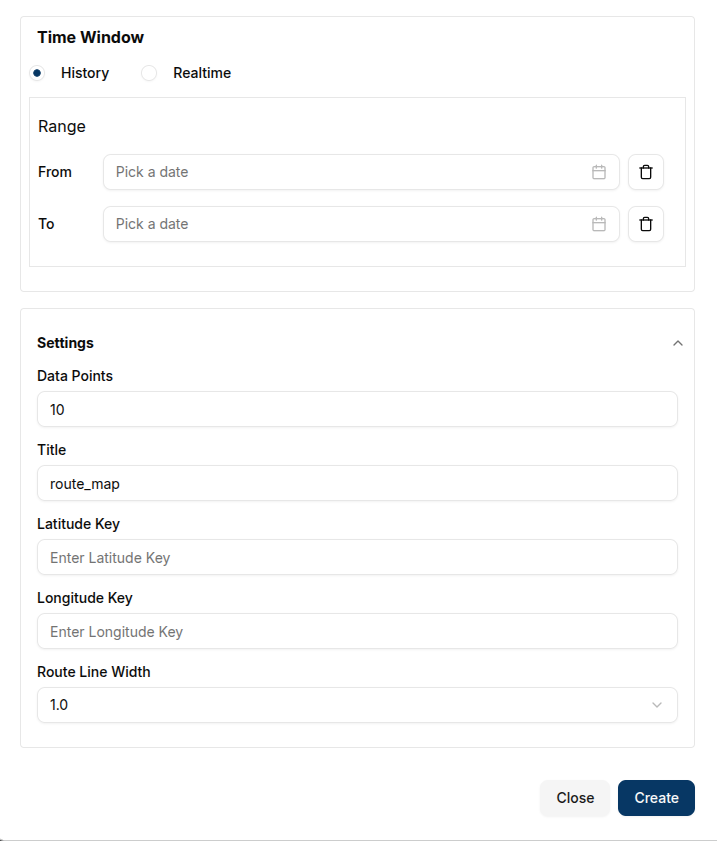 Time Window
History Realtime
Range
From Pick a date
To Pick a date
Settings
Data Points
10
Title
route_map
Latitude Key
Enter Latitude Key
Longitude Key
Enter Longitude Key
Route Line Width
1.0
Close Create